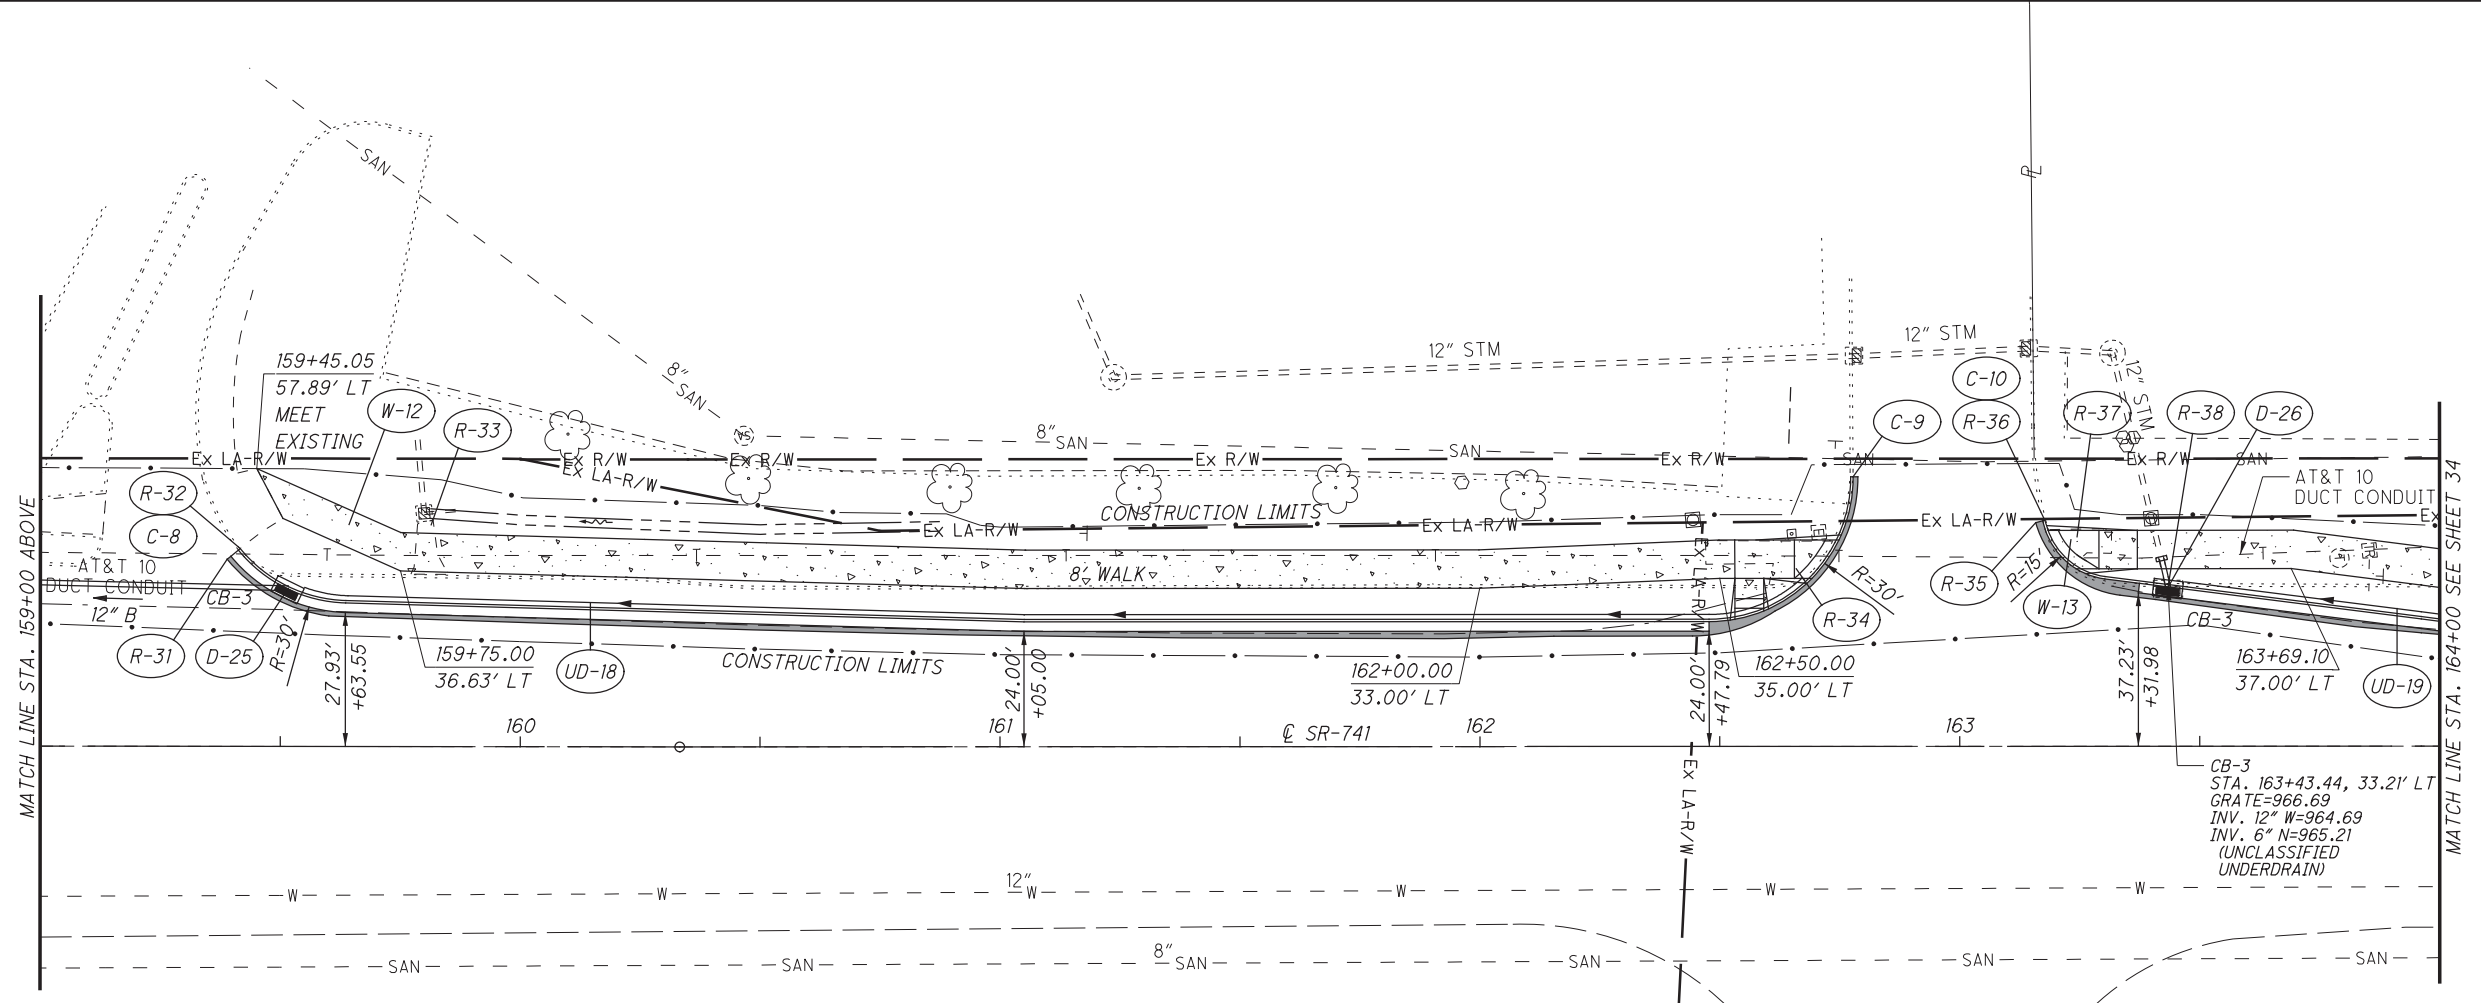 MATCH LINE STA. 159+00 ABOVE
159+45.05
57.89' LT
MEET
EXISTING
W-12
R-33
R-32
C-8
AT&T 10
DUCT CONDUIT
12" B
CB-3
R-31
D-25
R=30'
27.93'
+63.55
159+75.00
36.63' LT
UD-18
SAN
8"
SAN
8"
SAN
SAN
SAN
SAN
Ex LA-R/W
Ex R/W
Ex LA-R/W
Ex R/W
Ex LA-R/W
Ex R/W
Ex LA-R/W
Ex R/W
Ex LA-R/W
Ex LA-R/W
Ex R/W
Ex
CONSTRUCTION LIMITS
CONSTRUCTION LIMITS
T
T
T
T
T
T
8' WALK
24.00'
+05.00
162+00.00
33.00' LT
24.00'
+47.79
162+50.00
35.00' LT
Ex LA-R/W
12" STM
12" STM
12" STM
C-9
R-34
R=30'
C-10
R-36
R-37
R-38
D-26
R-35
W-13
R=15'
AT&T 10
DUCT CONDUIT
CB-3
37.23'
+31.98
163+69.10
37.00' LT
UD-19
160
161
℄ SR-741
162
163
CB-3
STA. 163+43.44, 33.21' LT
GRATE=966.69
INV. 12" W=964.69
INV. 6" N=965.21
(UNCLASSIFIED
UNDERDRAIN)
Ex LA-R/W
W
W
12"
W
W
W
W
SAN
SAN
8"
SAN
SAN
SAN
SAN
MATCH LINE STA. 164+00 SEE SHEET 34